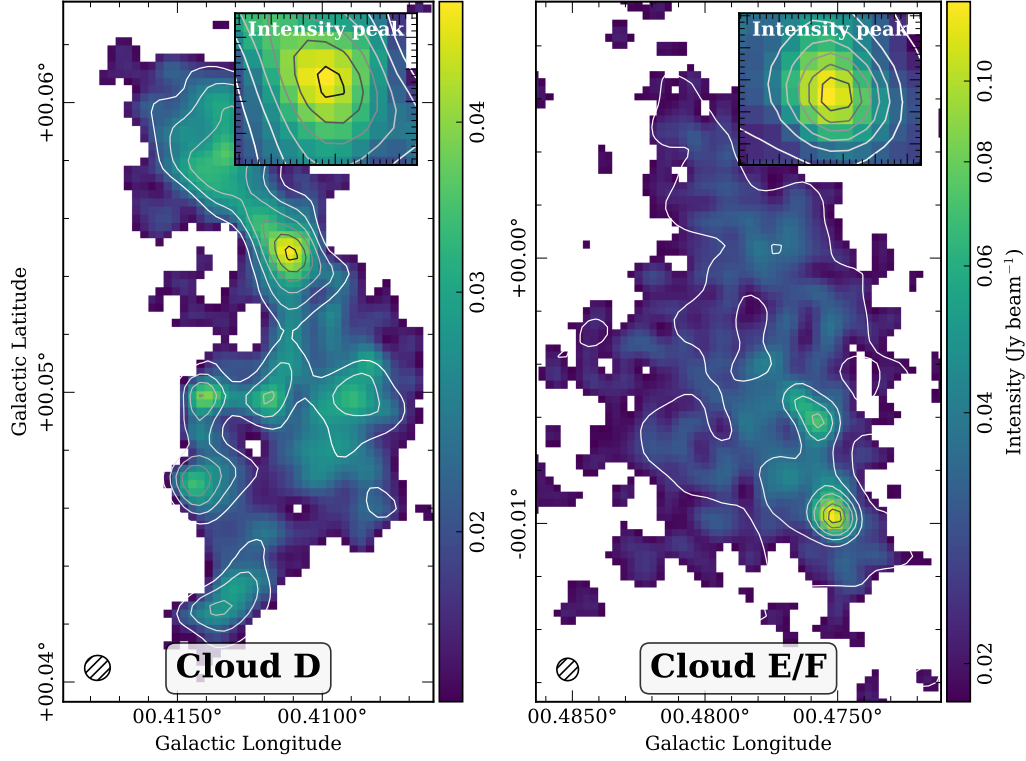 Intensity peak
Intensity peak
+00.06°
+00.05°
+00.04°
Galactic Latitude
0.04
0.03
0.02
+00.00°
-00.01°
0.10
0.08
0.06
0.04
0.02
Intensity (Jy beam⁻¹)
Cloud D
Cloud E/F
00.4150°
00.4100°
00.4850°
00.4800°
00.4750°
Galactic Longitude
Galactic Longitude